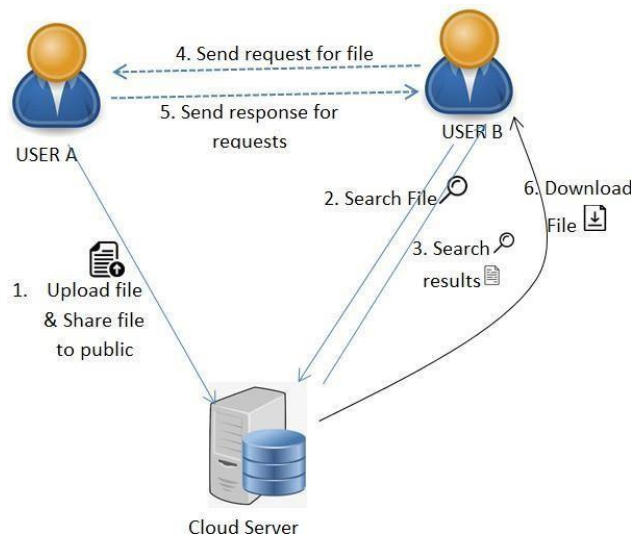 4. Send request for file
5. Send response for
requests
USER A
USER B
2. Search File
6. Download
File
3. Search
results
1. Upload file
& Share file
to public
Cloud Server